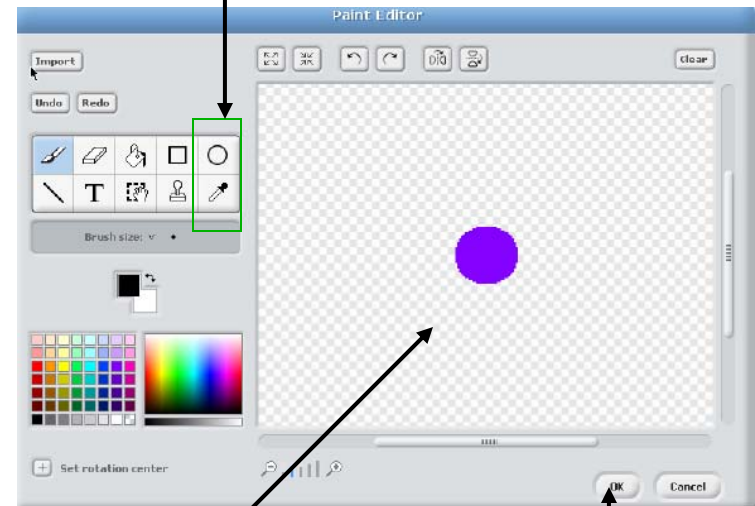 Paint Editor
Import
Clear
Undo Redo
T
Brush size:
Set rotation center
OK Cancel